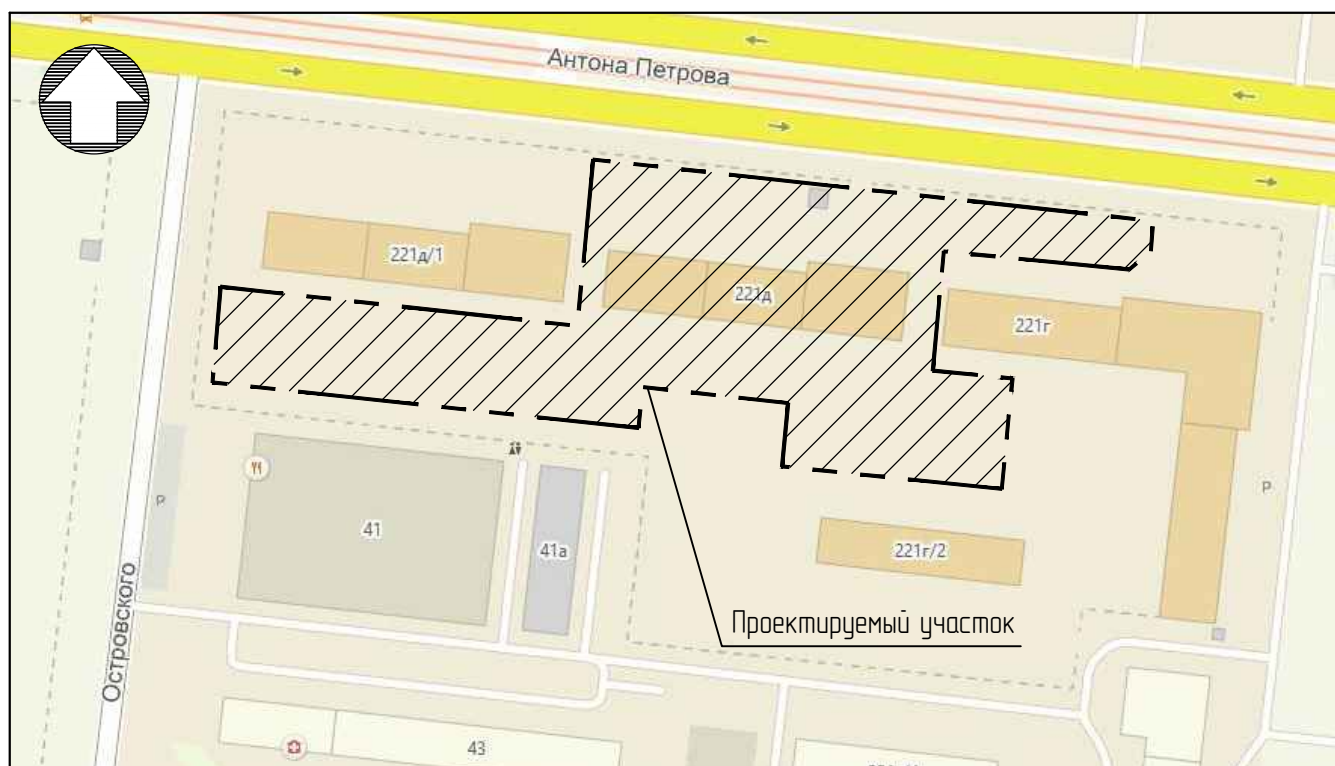 Антона Петрова
221д/1
221д
221г
41
41а
P
P
221г/2
Проектируемый участок
Островского
43